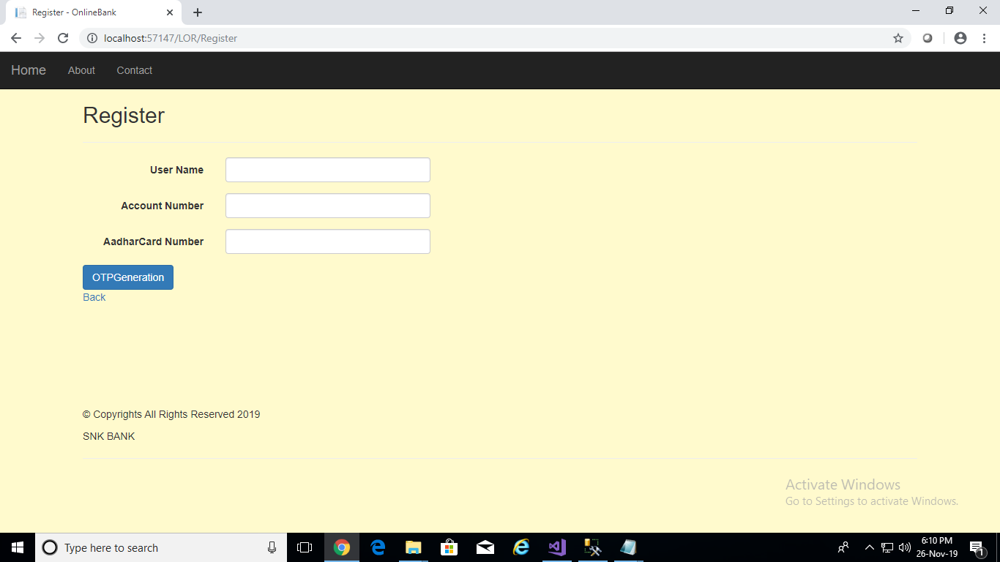 Register - OnlineBank
localhost:57147/LOR/Register
Home About Contact
Register
User Name
Account Number
AadharCard Number
OTPGeneration
Back
© Copyrights All Rights Reserved 2019
SNK BANK
Activate Windows
Go to Settings to activate Windows.
Type here to search
6:10 PM
26-Nov-19
1